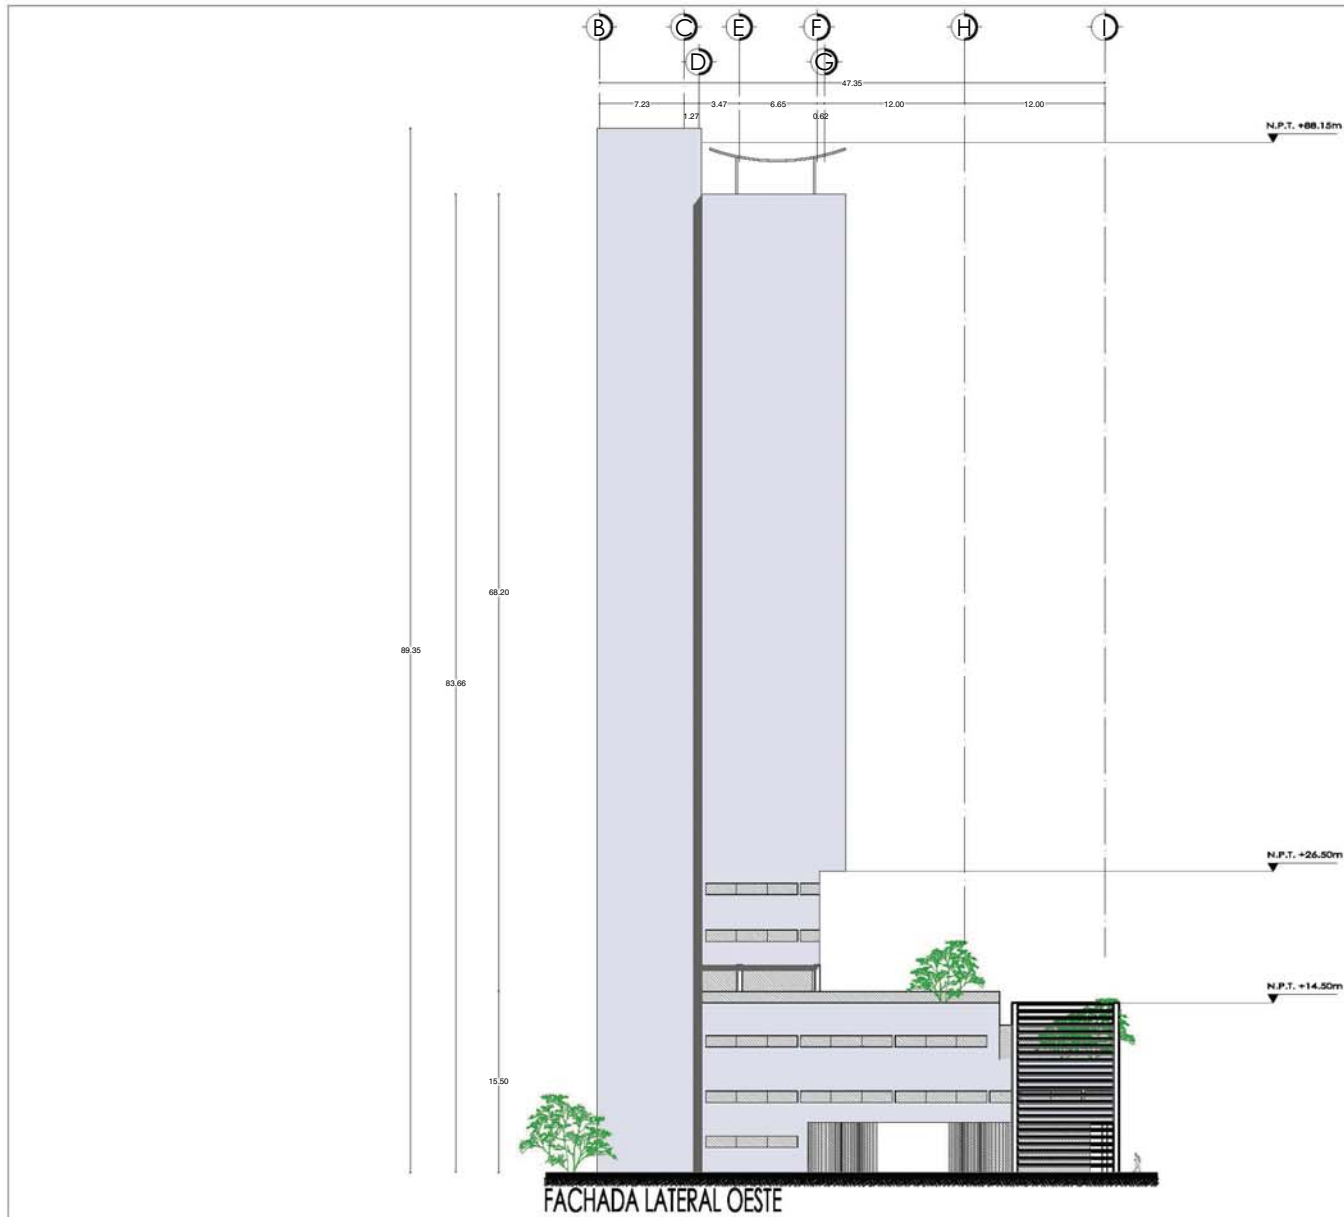 B C E F H I
D G
47.35
7.23 3.47 6.65 12.00 12.00
1.27 0.62
N.P.T. +88.15m
68.20
89.35
83.66
N.P.T. +26.50m
N.P.T. +14.50m
15.50
FACHADA LATERAL OESTE